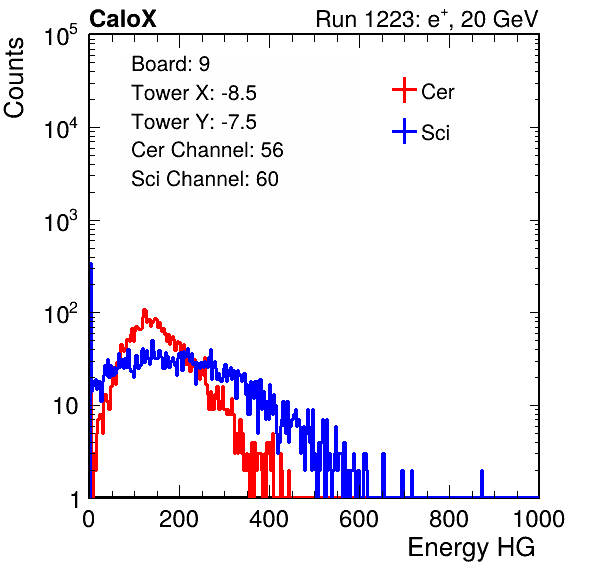 CaloX Run 1223: e⁺, 20 GeV
Counts
10⁵
10⁴
10³
10²
10
1
Board: 9
Tower X: -8.5
Tower Y: -7.5
Cer Channel: 56
Sci Channel: 60
Cer
Sci
0 200 400 600 800 1000
Energy HG